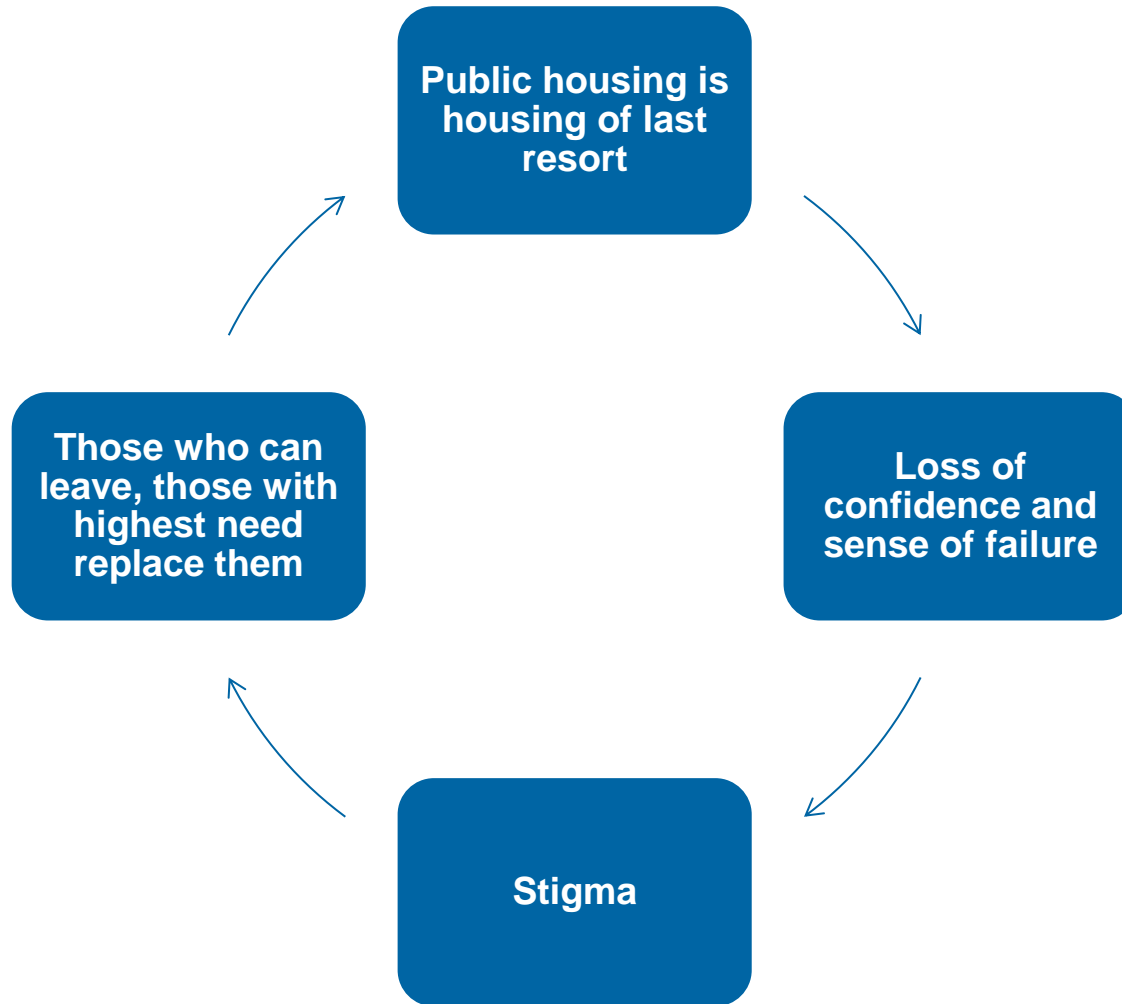 Public housing is
housing of last
resort
Loss of
confidence and
sense of failure
Stigma
Those who can
leave, those with
highest need
replace them